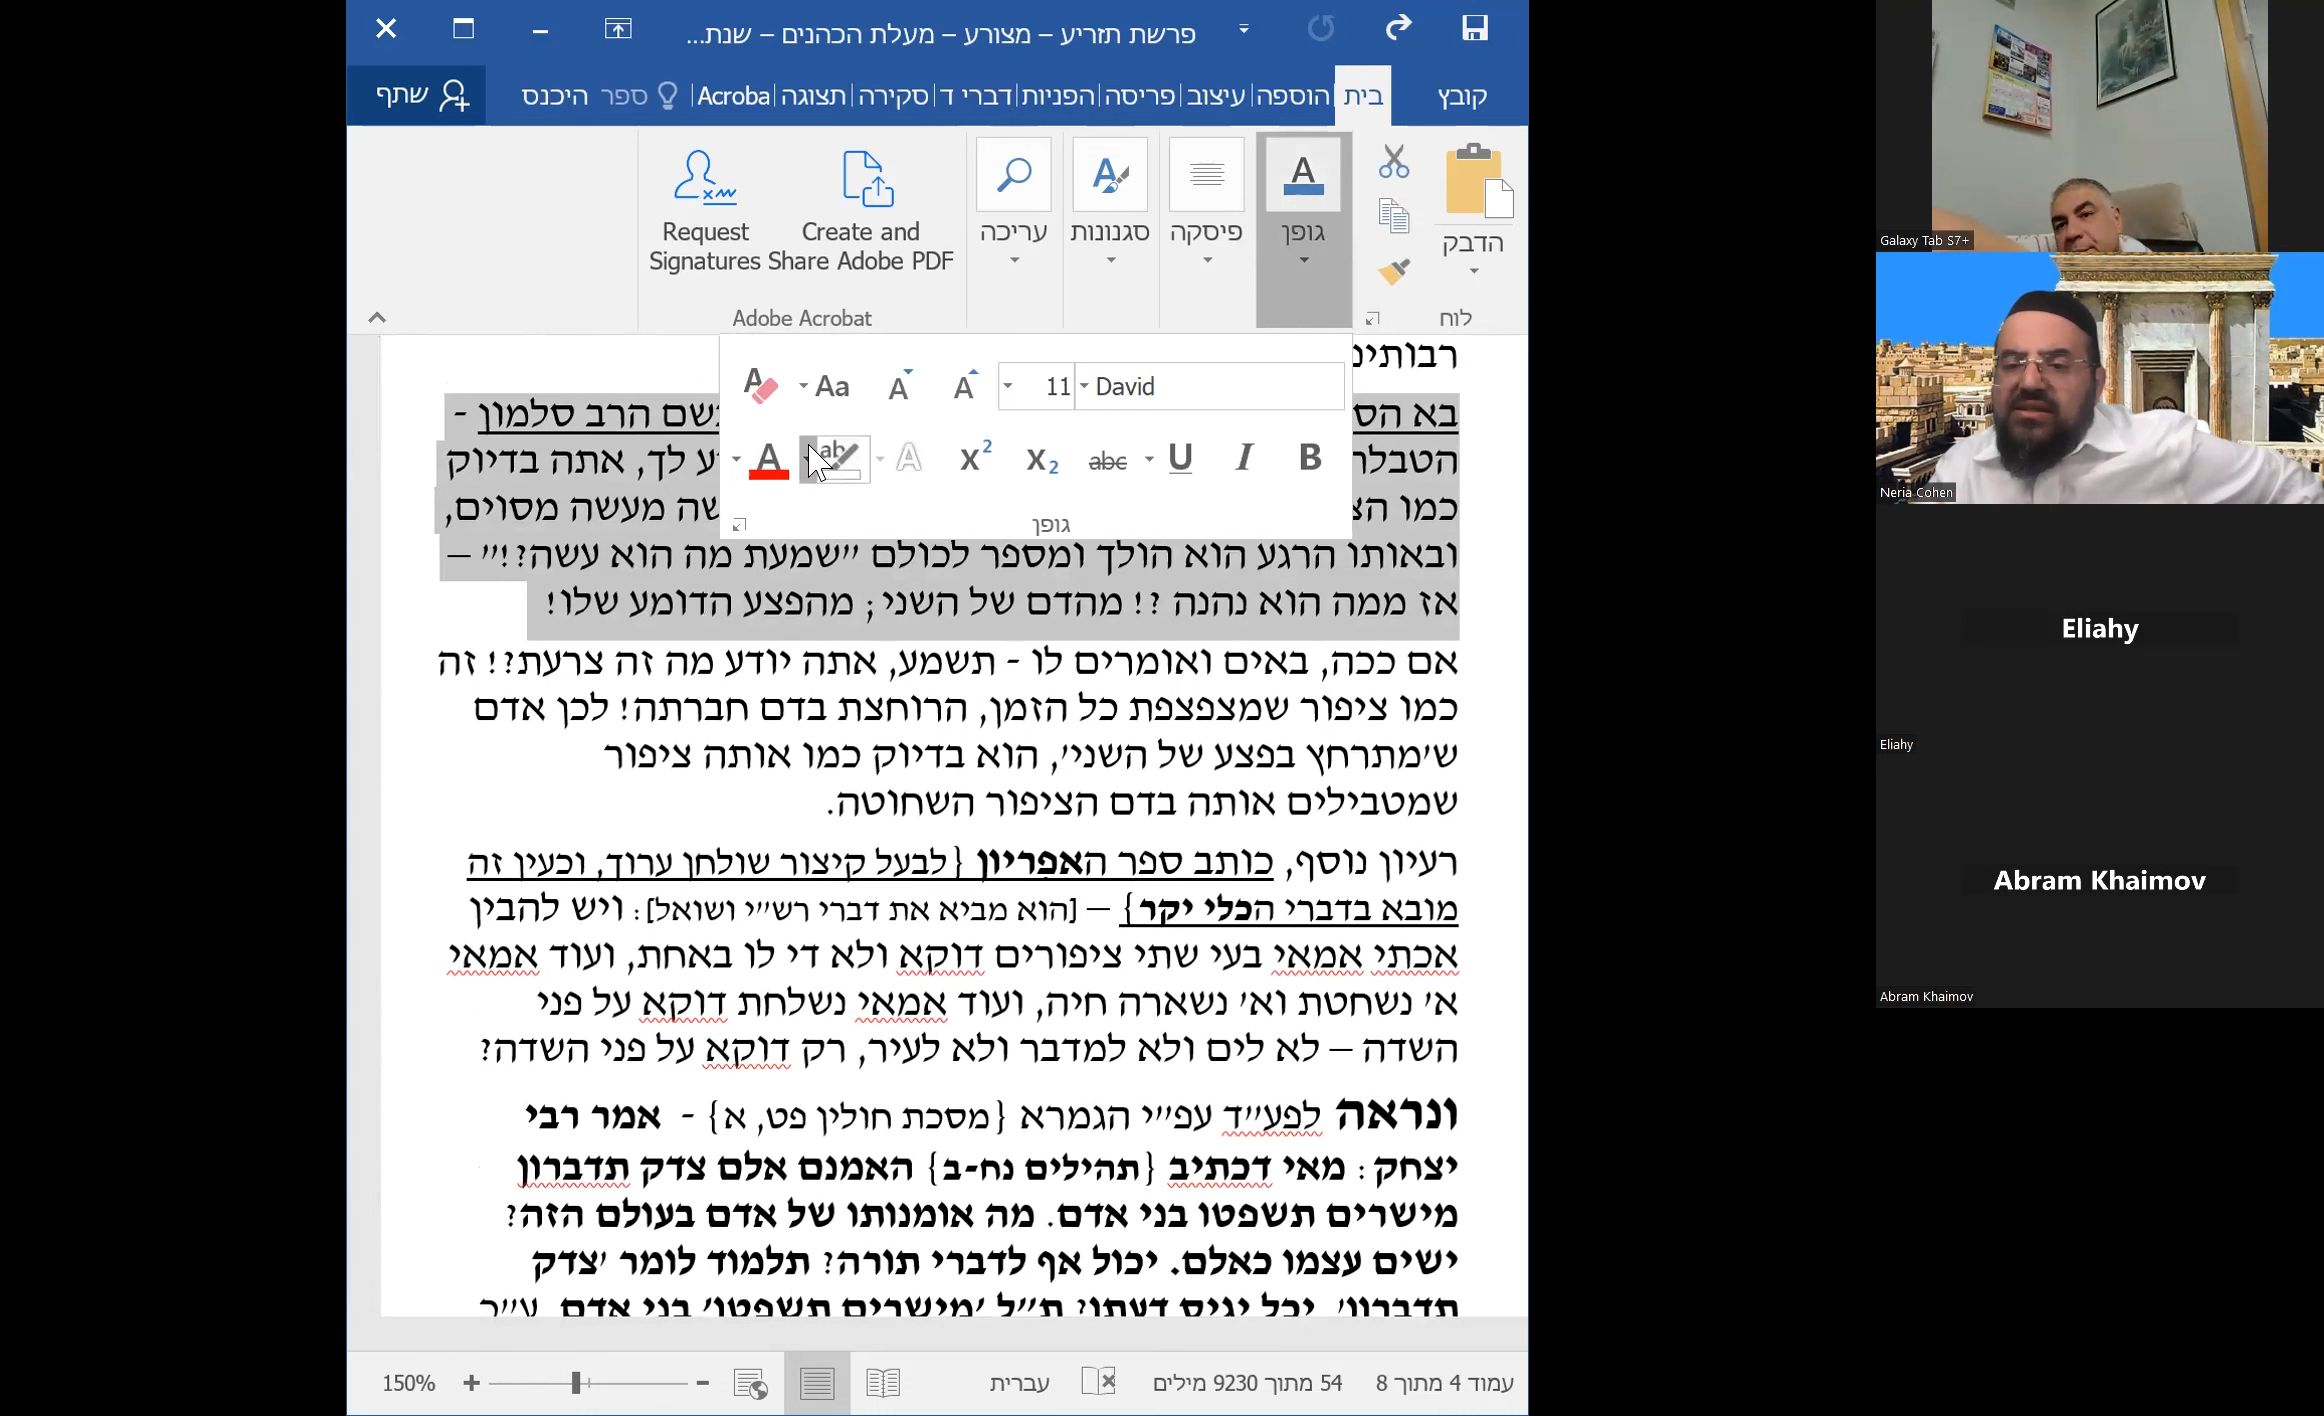 פרשת תזריע – מצורע – מעלת הכהנים – שנת...
קובץ
בית
הוספה
עיצוב
פריסה
הפניות
דברי ד
סקירה
תצוגה
Acroba
ספר
היכנס
שתף
הדבק
לוח
גופן
פיסקה
סגנונות
עריכה
Create and Share Adobe PDF
Request Signatures
Adobe Acrobat
David
11
גופן
רבותינ
בא הס
שם הרב סלמון -
הטבלר
ע לך, אתה בדיוק
כמו הצ
שה מעשה מסוים,
ובאותו הרגע הוא הולך ומספר לכולם "שמעת מה הוא עשה?!" –
אז ממה הוא נהנה ?! מהדם של השני; מהפצע הדומע שלו!
אם ככה, באים ואומרים לו - תשמע, אתה יודע מה זה צרעת?! זה
כמו ציפור שמצפצפת כל הזמן, הרוחצת בדם חברתה! לכן אדם
ש'מתרחץ בפצע של השני', הוא בדיוק כמו אותה ציפור
שמטבילים אותה בדם הציפור השחוטה.
רעיון נוסף, כותב ספר האפריון {לבעל קיצור שולחן ערוך, וכעין זה
מובא בדברי הכלי יקר} – [הוא מביא את דברי רש"י ושואל]: ויש להבין
אכתי אמאי בעי שתי ציפורים דוקא ולא די לו באחת, ועוד אמאי
א' נשחטת וא' נשארה חיה, ועוד אמאי נשלחת דוקא על פני
השדה – לא לים ולא למדבר ולא לעיר, רק דוקא על פני השדה?
ונראה לפע"ד עפ"י הגמרא {מסכת חולין פט, א} - אמר רבי
יצחק: מאי דכתיב {תהילים נח-ב} האמנם אלם צדק תדברון
מישרים תשפטו בני אדם. מה אומנותו של אדם בעולם הזה?
ישים עצמו כאלם. יכול אף לדברי תורה? תלמוד לומר 'צדק
תדברון'. יכל יגיס דעתו? ת"ל 'מישרים תשפטו' בני אדם. ע"כ
עמוד 4 מתוך 8
54 מתוך 9230 מילים
עברית
150%
Galaxy Tab S7+
Neria Cohen
Eliahy
Eliahy
Abram Khaimov
Abram Khaimov